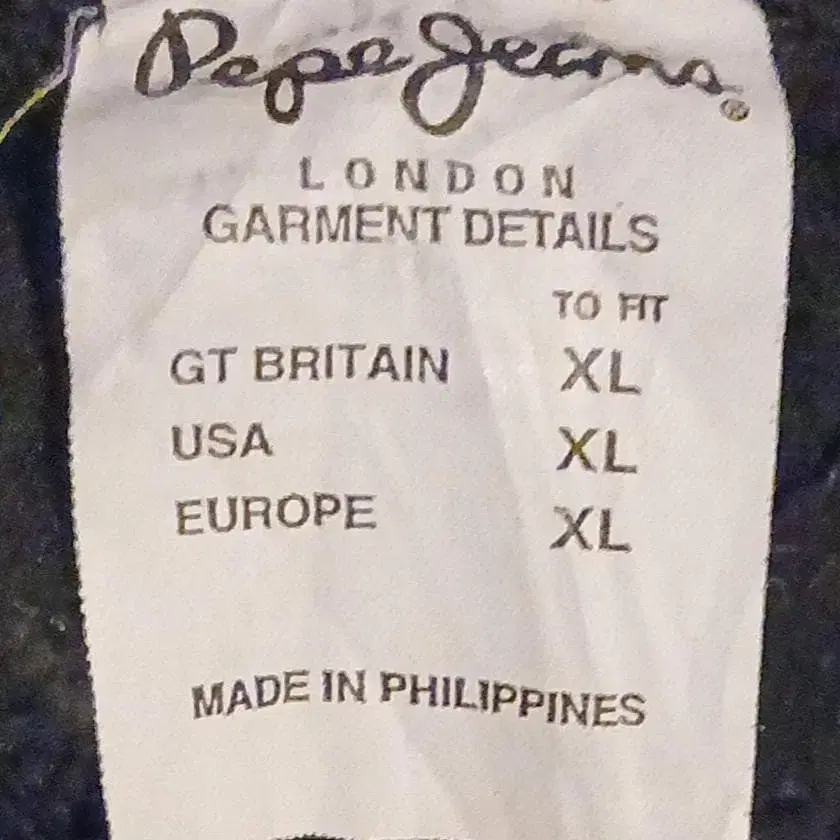 Pepe Jeans®
LONDON
GARMENT DETAILS
TO FIT
GT BRITAIN XL
USA XL
EUROPE XL
MADE IN PHILIPPINES